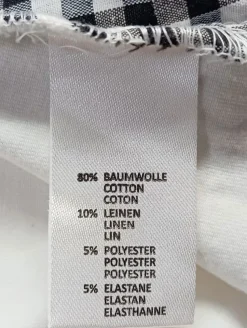 80% BAUMWOLLE
COTTON
COTON
10% LEINEN
LINEN
LIN
5% POLYESTER
POLYESTER
POLYESTER
5% ELASTANE
ELASTAN
ELASTHANNE